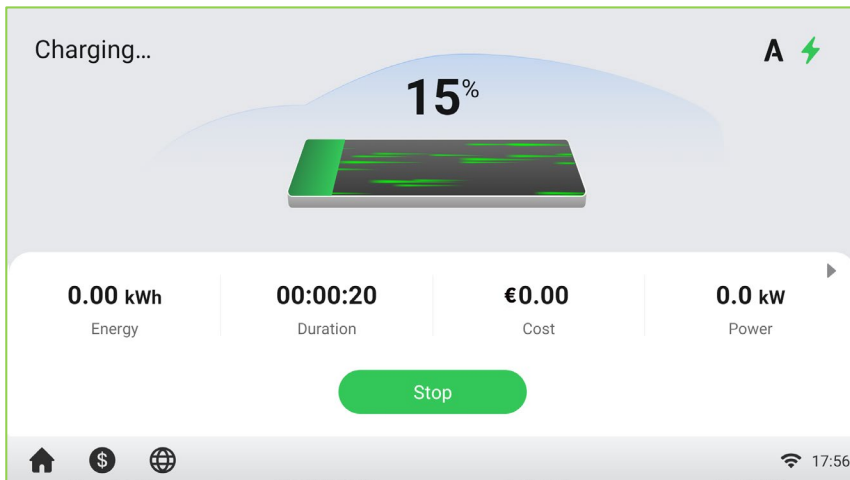 Charging...
A
15%
0.00 kWh
00:00:20
€0.00
0.0 kW
Energy
Duration
Cost
Power
Stop
$
17:56